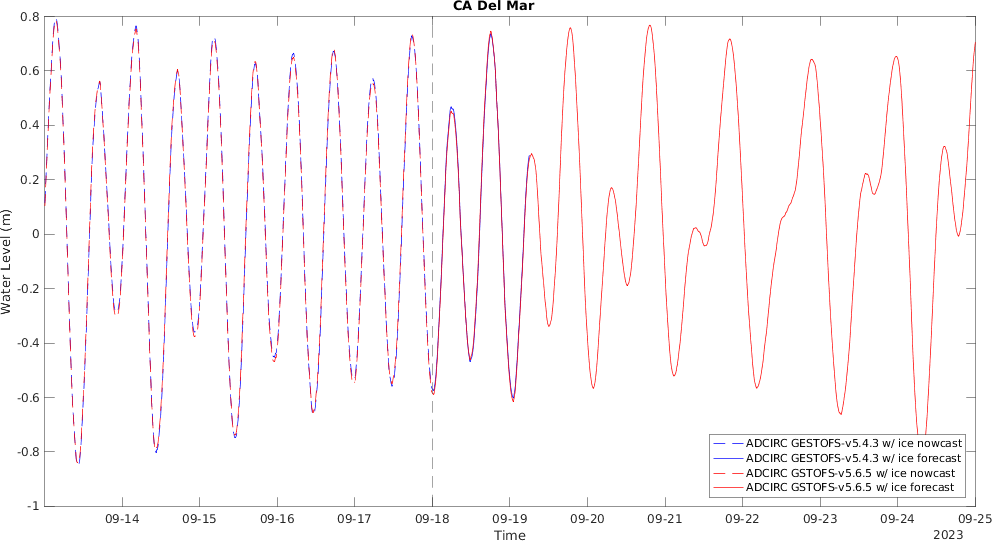 CA Del Mar
0.8
0.6
0.4
0.2
0
-0.2
-0.4
-0.6
-0.8
-1
Water Level (m)
09-14 09-15 09-16 09-17 09-18 09-19 09-20 09-21 09-22 09-23 09-24 09-25
Time
2023
ADCIRC GESTOFS-v5.4.3 w/ ice nowcast
ADCIRC GESTOFS-v5.4.3 w/ ice forecast
ADCIRC GSTOFS-v5.6.5 w/ ice nowcast
ADCIRC GSTOFS-v5.6.5 w/ ice forecast